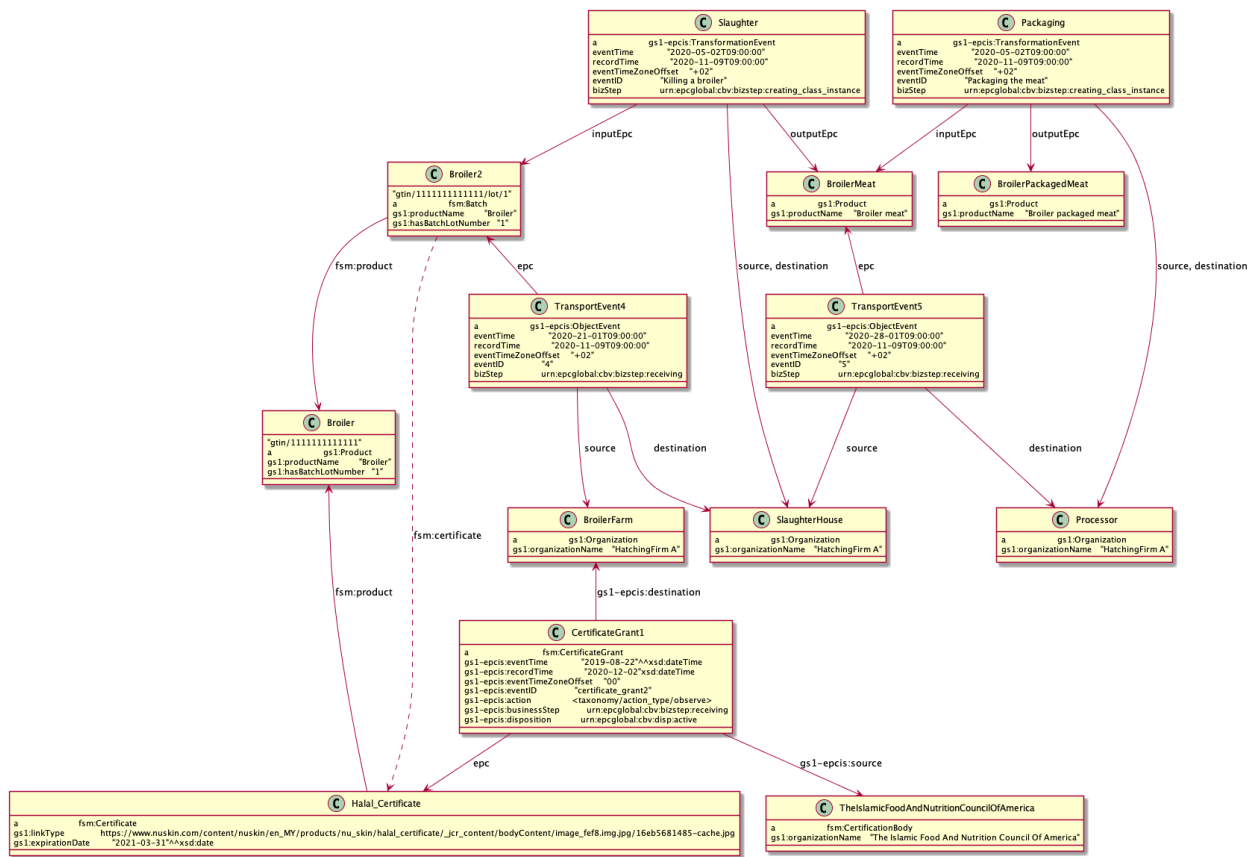 C Slaughter
a gs1-epcis:TransformationEvent
eventTime "2020-05-02T09:00:00"
recordTime "2020-11-09T09:00:00"
eventTimeZoneOffset "+02"
eventID "Killing a broiler"
bizStep urn:epcglobal:cbv:bizstep:creating_class_instance
C Packaging
a gs1-epcis:TransformationEvent
eventTime "2020-05-02T09:00:00"
recordTime "2020-11-09T09:00:00"
eventTimeZoneOffset "+02"
eventID "Packaging the meat"
bizStep urn:epcglobal:cbv:bizstep:creating_class_instance
inputEpc
outputEpc
inputEpc
outputEpc
C Broiler2
"gtin/1111111111111/lot/1"
a fsm:Batch
gs1:productName "Broiler"
gs1:hasBatchLotNumber "1"
C BroilerMeat
a gs1:Product
gs1:productName "Broiler meat"
C BroilerPackagedMeat
a gs1:Product
gs1:productName "Broiler packaged meat"
fsm:product
epc
source, destination
epc
source, destination
C TransportEvent4
a gs1-epcis:ObjectEvent
eventTime "2020-21-01T09:00:00"
recordTime "2020-11-09T09:00:00"
eventTimeZoneOffset "+02"
eventID "4"
bizStep urn:epcglobal:cbv:bizstep:receiving
C TransportEvent5
a gs1-epcis:ObjectEvent
eventTime "2020-28-01T09:00:00"
recordTime "2020-11-09T09:00:00"
eventTimeZoneOffset "+02"
eventID "5"
bizStep urn:epcglobal:cbv:bizstep:receiving
C Broiler
"gtin/1111111111111"
a gs1:Product
gs1:productName "Broiler"
gs1:hasBatchLotNumber "1"
source
destination
source
destination
C BroilerFarm
a gs1:Organization
gs1:organizationName "HatchingFirm A"
C SlaughterHouse
a gs1:Organization
gs1:organizationName "HatchingFirm A"
C Processor
a gs1:Organization
gs1:organizationName "HatchingFirm A"
fsm:certificate
fsm:product
gs1-epcis:destination
C CertificateGrant1
a fsm:CertificateGrant
gs1-epcis:eventTime "2019-08-22"^^xsd:dateTime
gs1-epcis:recordTime "2020-12-02"xsd:dateTime
gs1-epcis:eventTimeZoneOffset "00"
gs1-epcis:eventID "certificate_grant2"
gs1-epcis:action <taxonomy/action_type/observe>
gs1-epcis:businessStep urn:epcglobal:cbv:bizstep:receiving
gs1-epcis:disposition urn:epcglobal:cbv:disp:active
epc
gs1-epcis:source
C Halal_Certificate
a fsm:Certificate
gs1:linkType https://www.nuskin.com/content/nuskin/en_MY/products/nu_skin/halal_certificate/_jcr_content/bodyContent/image_fef8.img.jpg/16eb5681485-cache.jpg
gs1:expirationDate "2021-03-31"^^xsd:date
C TheIslamicFoodAndNutritionCouncilOfAmerica
a fsm:CertificationBody
gs1:organizationName "The Islamic Food And Nutrition Council Of America"